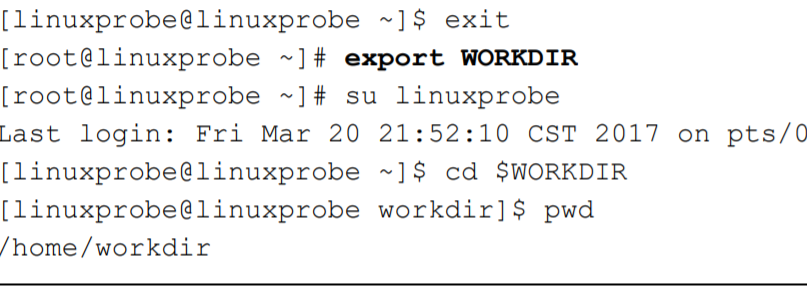 [linuxprobe@linuxprobe ~]$ exit
[root@linuxprobe ~]# export WORKDIR
[root@linuxprobe ~]# su linuxprobe
Last login: Fri Mar 20 21:52:10 CST 2017 on pts/0
[linuxprobe@linuxprobe ~]$ cd $WORKDIR
[linuxprobe@linuxprobe workdir]$ pwd
/home/workdir